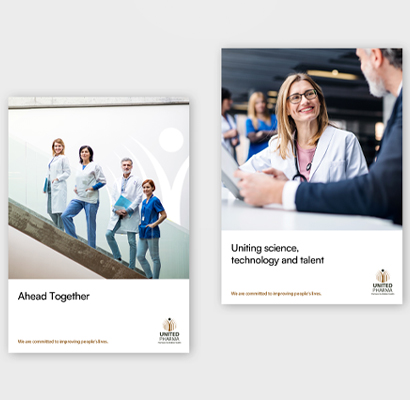 Ahead Together
We are committed to improving people's lives.
UNITED
PHARMA
Uniting science,
technology and talent
We are committed to improving people's lives.
UNITED
PHARMA